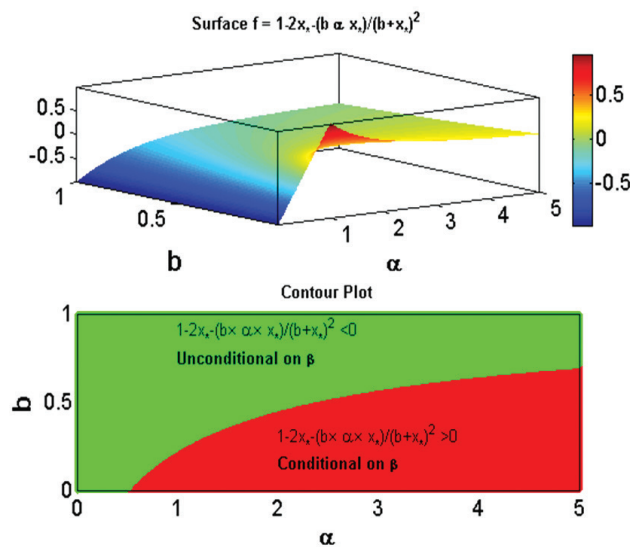 Surface f = 1-2x*-(b α x*)/(b+x*)²
0.5
0
-0.5
1
0.5
b
1
2
3
4
5
α
0.5
0
-0.5
Contour Plot
1
0.5
0
b
1-2x*-(b× α× x*)/(b+x*)² <0
Unconditional on β
1-2x*-(b× α× x*)/(b+x*)² >0
Conditional on β
0
1
2
3
4
5
α